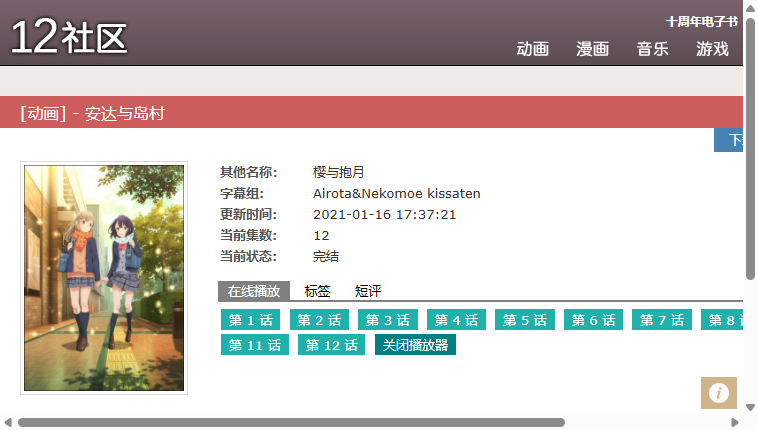 12社区
十周年电子书
动画 漫画 音乐 游戏
[动画] - 安达与岛村
其他名称: 樱与抱月
字幕组: Airota&Nekomoe kissaten
更新时间: 2021-01-16 17:37:21
当前集数: 12
当前状态: 完结
在线播放 标签 短评
第 1 话 第 2 话 第 3 话 第 4 话 第 5 话 第 6 话 第 7 话 第 8
第 11 话 第 12 话 关闭播放器